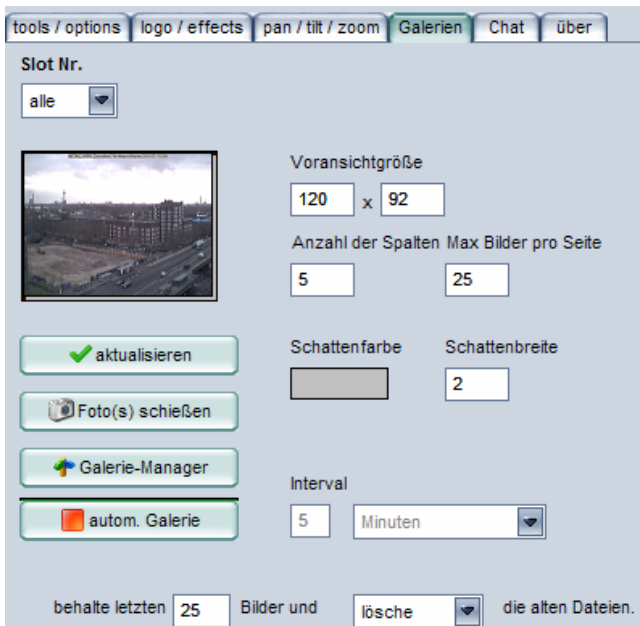 tools / options logo / effects pan / tilt / zoom Galerien Chat über
Slot Nr.
alle
Voransichtgröße
120 x 92
Anzahl der Spalten Max Bilder pro Seite
5 25
aktualisieren
Schattenfarbe Schattenbreite
2
Foto(s) schießen
Galerie-Manager
Interval
autom. Galerie
5 Minuten
behalte letzten 25 Bilder und lösche die alten Dateien.